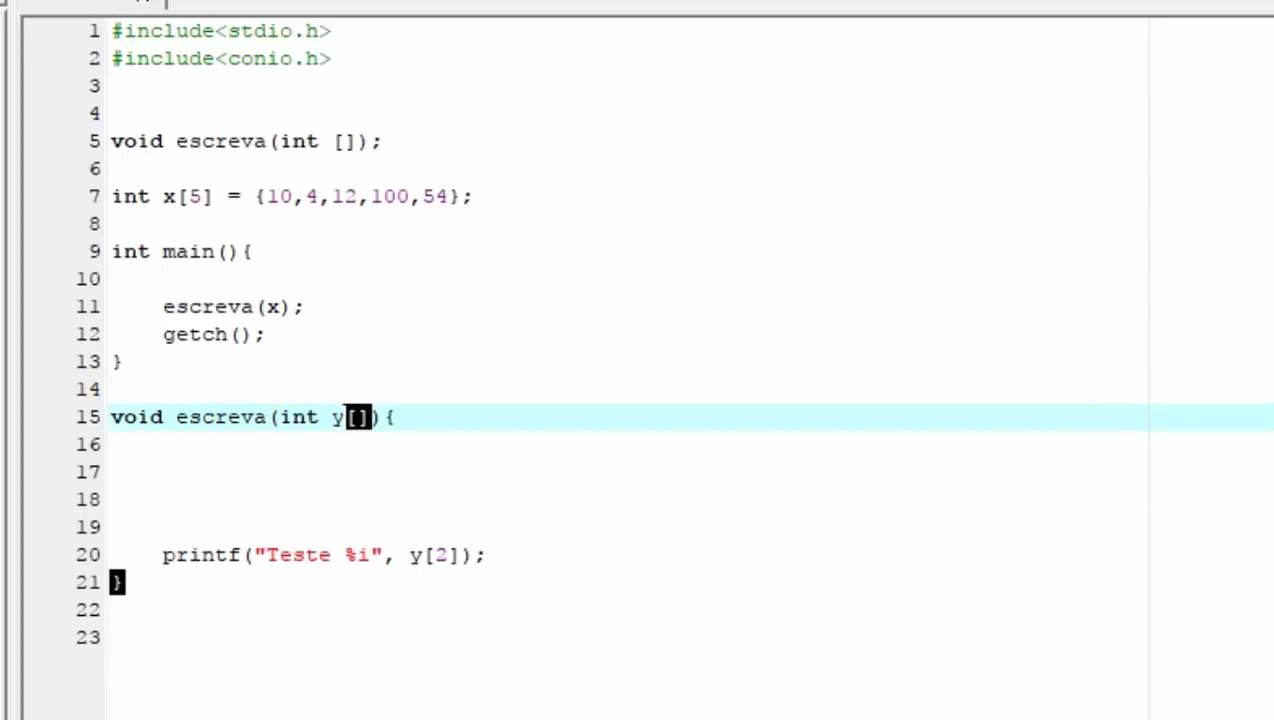 1 #include<stdio.h>
2 #include<conio.h>
3
4
5 void escreva(int []);
6
7 int x[5] = {10,4,12,100,54};
8
9 int main(){
10
11     escreva(x);
12     getch();
13 }
14
15 void escreva(int y[]){
16
17
18
19
20     printf("Teste %i", y[2]);
21 }
22
23